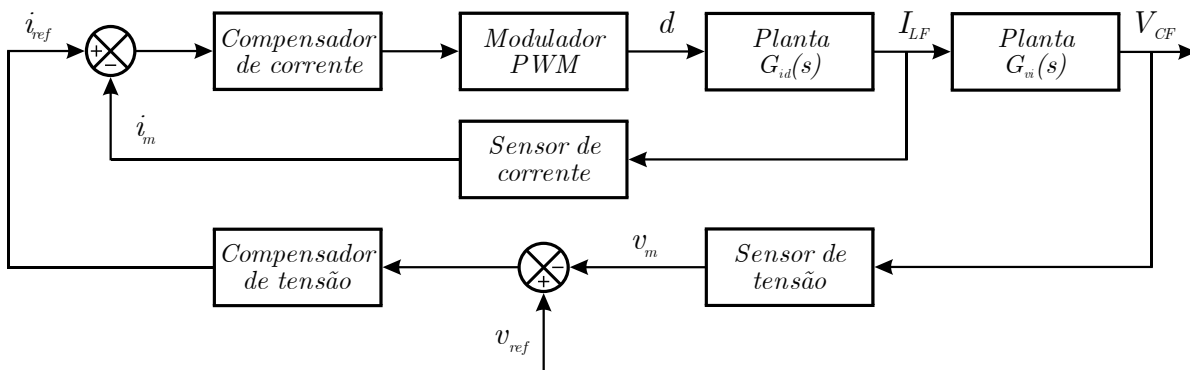 i_ref
+
−
Compensador
de corrente
Modulador
PWM
d
Planta
G_id(s)
I_LF
Planta
G_vi(s)
V_CF
i_m
Sensor de
corrente
Compensador
de tensão
−
+
v_m
Sensor de
tensão
v_ref